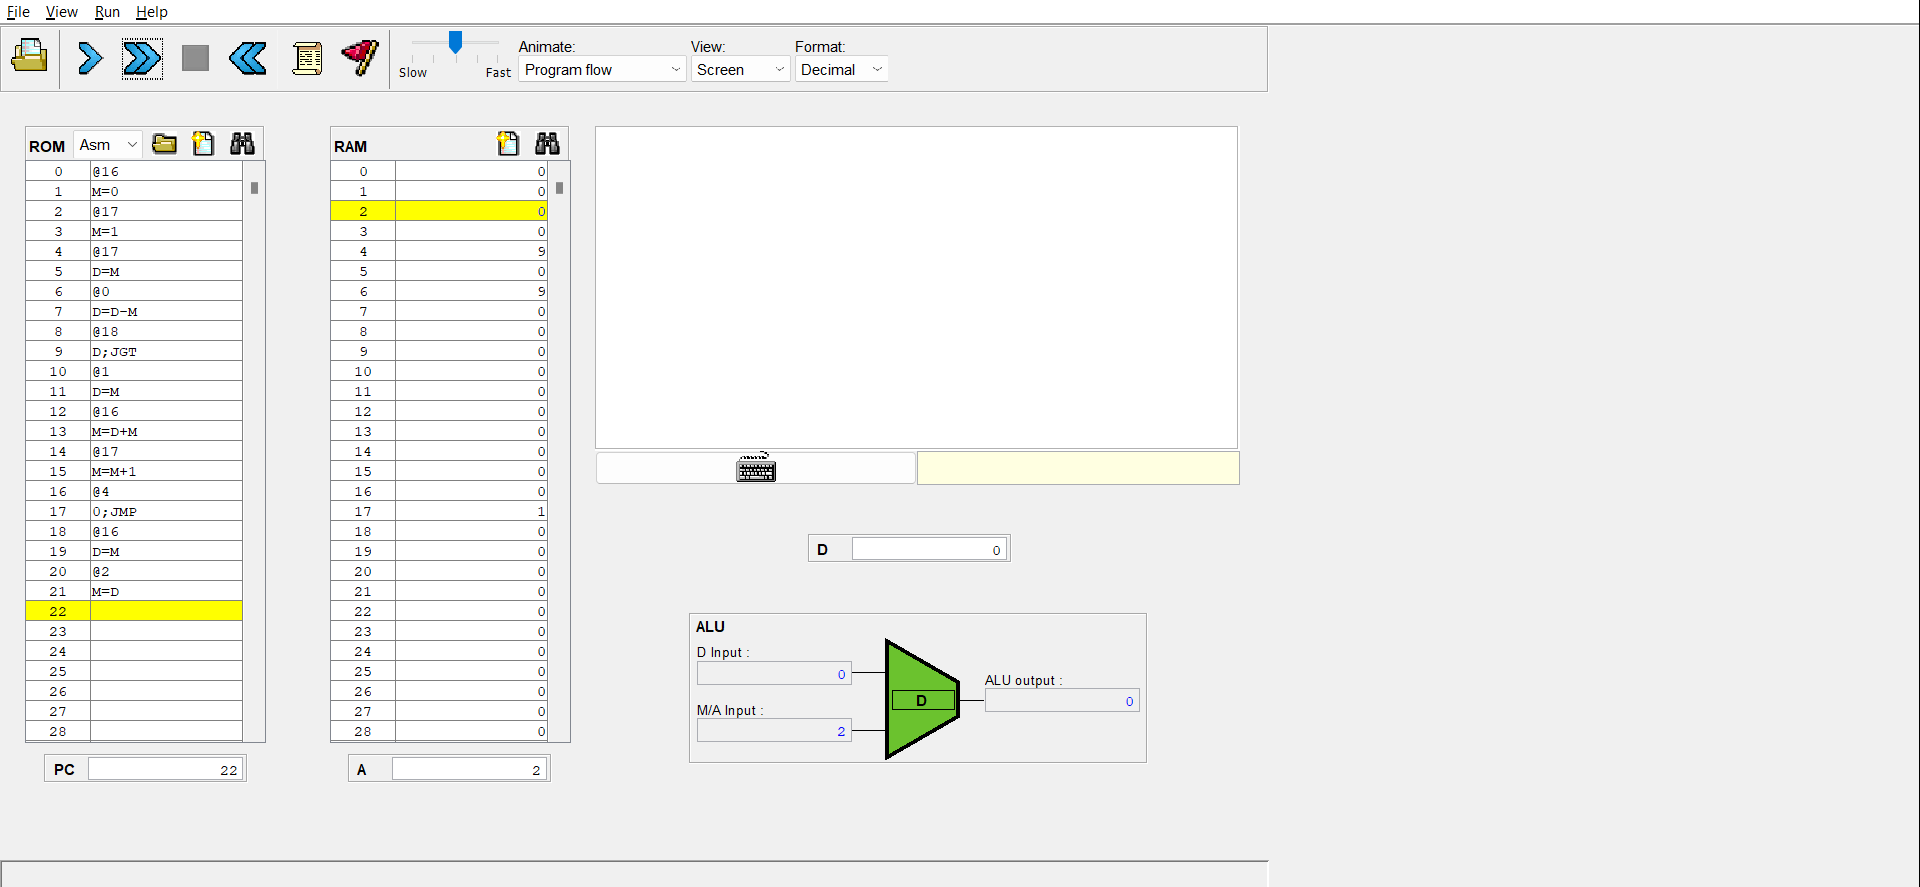 File View Run Help
Slow Fast
Animate: View: Format:
Program flow Screen Decimal
ROM Asm
0 @16
1 M=0
2 @17
3 M=1
4 @17
5 D=M
6 @0
7 D=D-M
8 @18
9 D;JGT
10 @1
11 D=M
12 @16
13 M=D+M
14 @17
15 M=M+1
16 @4
17 0;JMP
18 @16
19 D=M
20 @2
21 M=D
22
23
24
25
26
27
28
PC 22
RAM
0 0
1 0
2 0
3 0
4 9
5 0
6 9
7 0
8 0
9 0
10 0
11 0
12 0
13 0
14 0
15 0
16 0
17 1
18 0
19 0
20 0
21 0
22 0
23 0
24 0
25 0
26 0
27 0
28 0
A 2
D 0
ALU
D Input :
0
M/A Input :
2
D
ALU output :
0